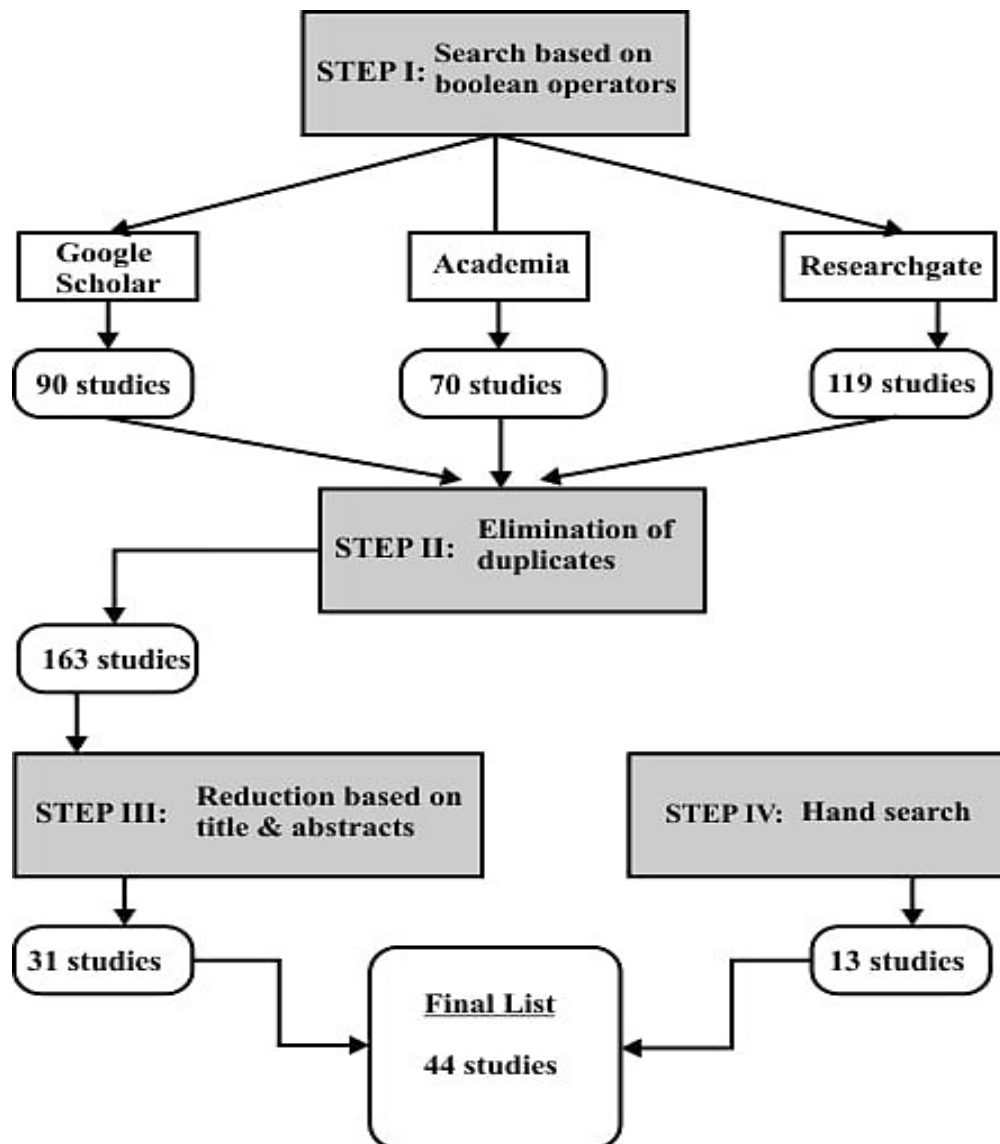 STEP I: Search based on
boolean operators
Google
Scholar
Academia
Researchgate
90 studies
70 studies
119 studies
STEP II: Elimination of
duplicates
163 studies
STEP III: Reduction based on
title & abstracts
STEP IV: Hand search
31 studies
13 studies
Final List
44 studies